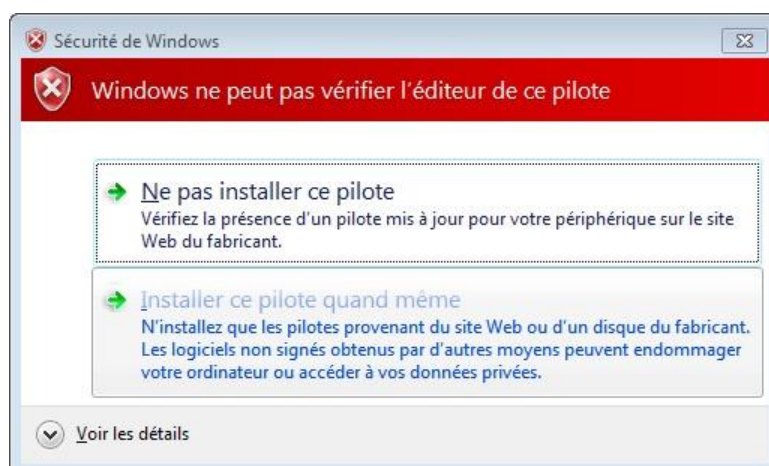 Sécurité de Windows
Windows ne peut pas vérifier l'éditeur de ce pilote
Ne pas installer ce pilote
Vérifiez la présence d'un pilote mis à jour pour votre périphérique sur le site
Web du fabricant.
Installer ce pilote quand même
N'installez que les pilotes provenant du site Web ou d'un disque du fabricant.
Les logiciels non signés obtenus par d'autres moyens peuvent endommager
votre ordinateur ou accéder à vos données privées.
Voir les détails